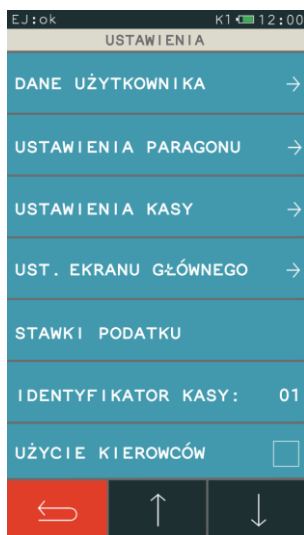 EJ:ok K1 12:00
USTAWIENIA
DANE UŻYTKOWNIKA →
USTAWIENIA PARAGONU →
USTAWIENIA KASY →
UST. EKRANU GŁÓWNEGO →
STAWKI PODATKU
IDENTYFIKATOR KASY: 01
UŻYCIE KIEROWCÓW